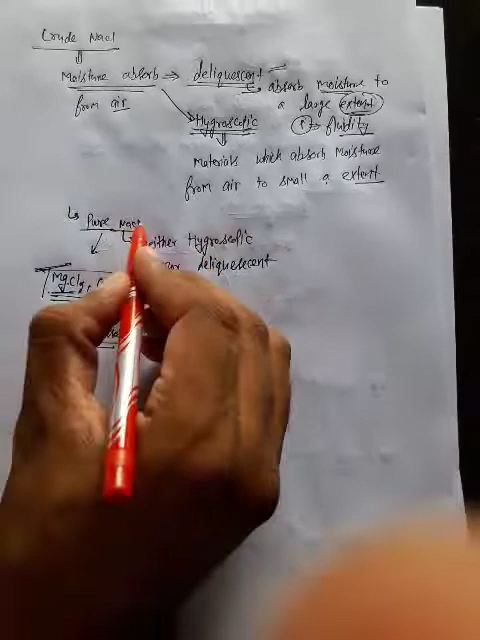 Crude Nacl
Moisture absorb ⇒ deliquescent
from air
absorb moisture to
a large extent
(↑) → fluidity
Hygroscopic
Materials which absorb Moisture
from air to small a extent
Pure Nacl
neither Hygroscopic
nor deliquescent
MgCl2,